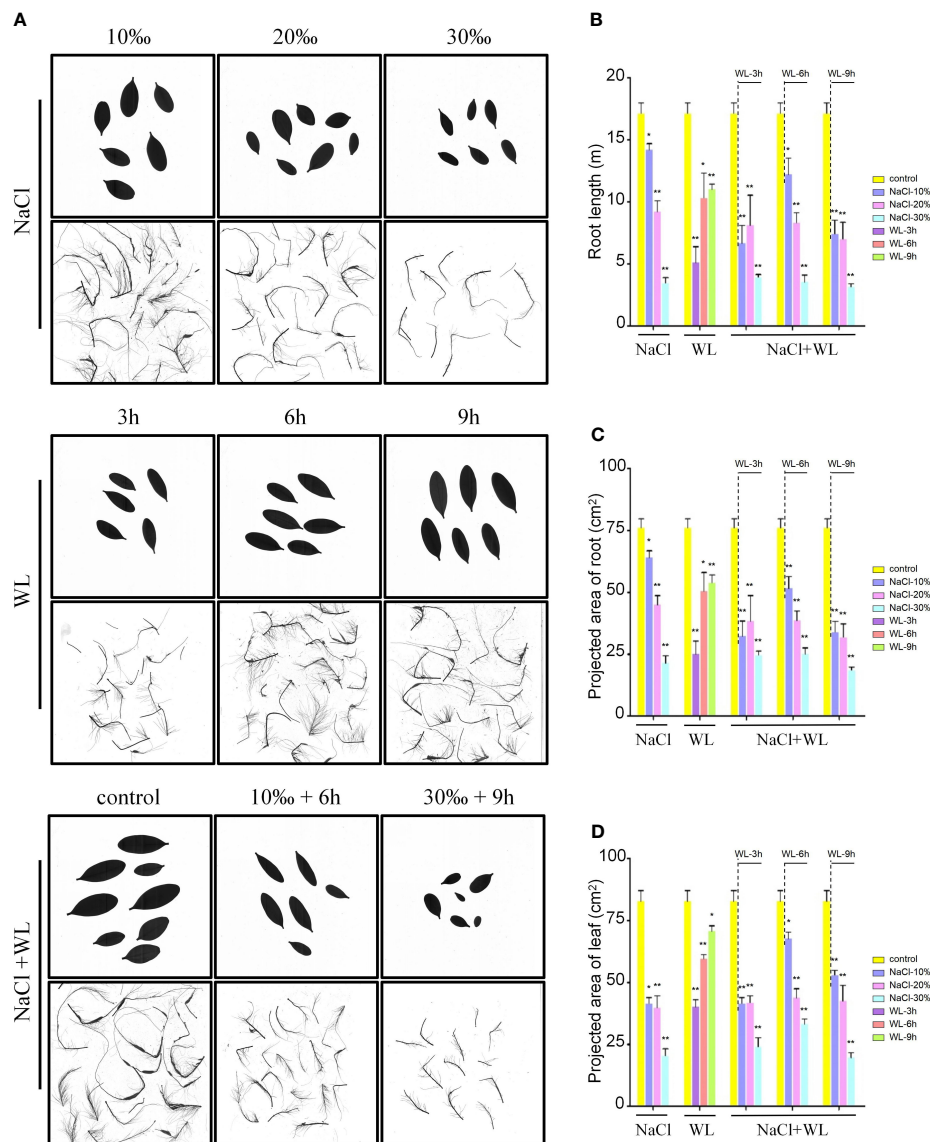 A
10‰ 20‰ 30‰
NaCl
3h 6h 9h
WL
control 10‰ + 6h 30‰ + 9h
NaCl +WL
B
WL-3h WL-6h WL-9h
Root length (m)
20
15
10
5
0
* ** ** ** * ** ** ** ** * ** ** ** ** **
NaCl WL NaCl+WL
control
NaCl-10%
NaCl-20%
NaCl-30%
WL-3h
WL-6h
WL-9h
C
WL-3h WL-6h WL-9h
Projected area of root (cm²)
100
75
50
25
0
* ** ** ** * ** ** ** ** ** ** ** ** ** **
NaCl WL NaCl+WL
control
NaCl-10%
NaCl-20%
NaCl-30%
WL-3h
WL-6h
WL-9h
D
WL-3h WL-6h WL-9h
Projected area of leaf (cm²)
100
75
50
25
0
* ** ** ** ** * ** ** ** * ** ** ** ** **
NaCl WL NaCl+WL
control
NaCl-10%
NaCl-20%
NaCl-30%
WL-3h
WL-6h
WL-9h